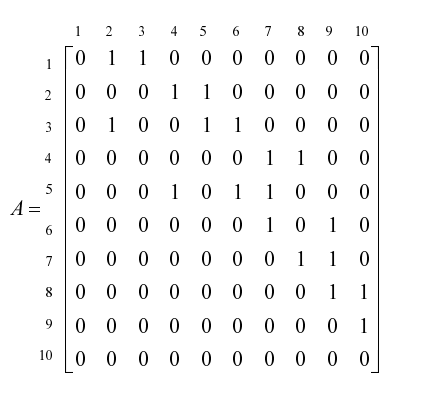 1 2 3 4 5 6 7 8 9 10
1 0 1 1 0 0 0 0 0 0 0
2 0 0 0 1 1 0 0 0 0 0
3 0 1 0 0 1 1 0 0 0 0
4 0 0 0 0 0 0 1 1 0 0
5 0 0 0 1 0 1 1 0 0 0
A =
6 0 0 0 0 0 0 1 0 1 0
7 0 0 0 0 0 0 0 1 1 0
8 0 0 0 0 0 0 0 0 1 1
9 0 0 0 0 0 0 0 0 0 1
10 0 0 0 0 0 0 0 0 0 0